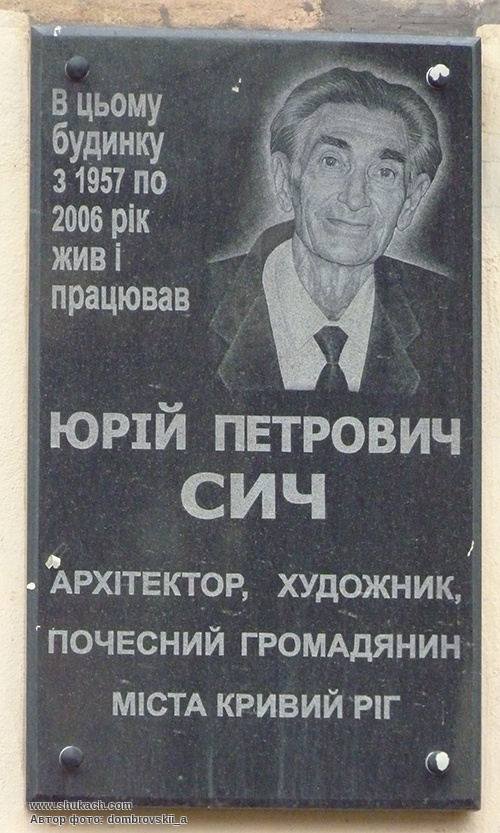 В цьому
будинку
з 1957 по
2006 рік
жив і
працював
ЮРІЙ ПЕТРОВИЧ
СИЧ
АРХІТЕКТОР, ХУДОЖНИК,
ПОЧЕСНИЙ ГРОМАДЯНИН
МІСТА КРИВИЙ РІГ
www.shukach.com
Автор фото: dombrovskii_a